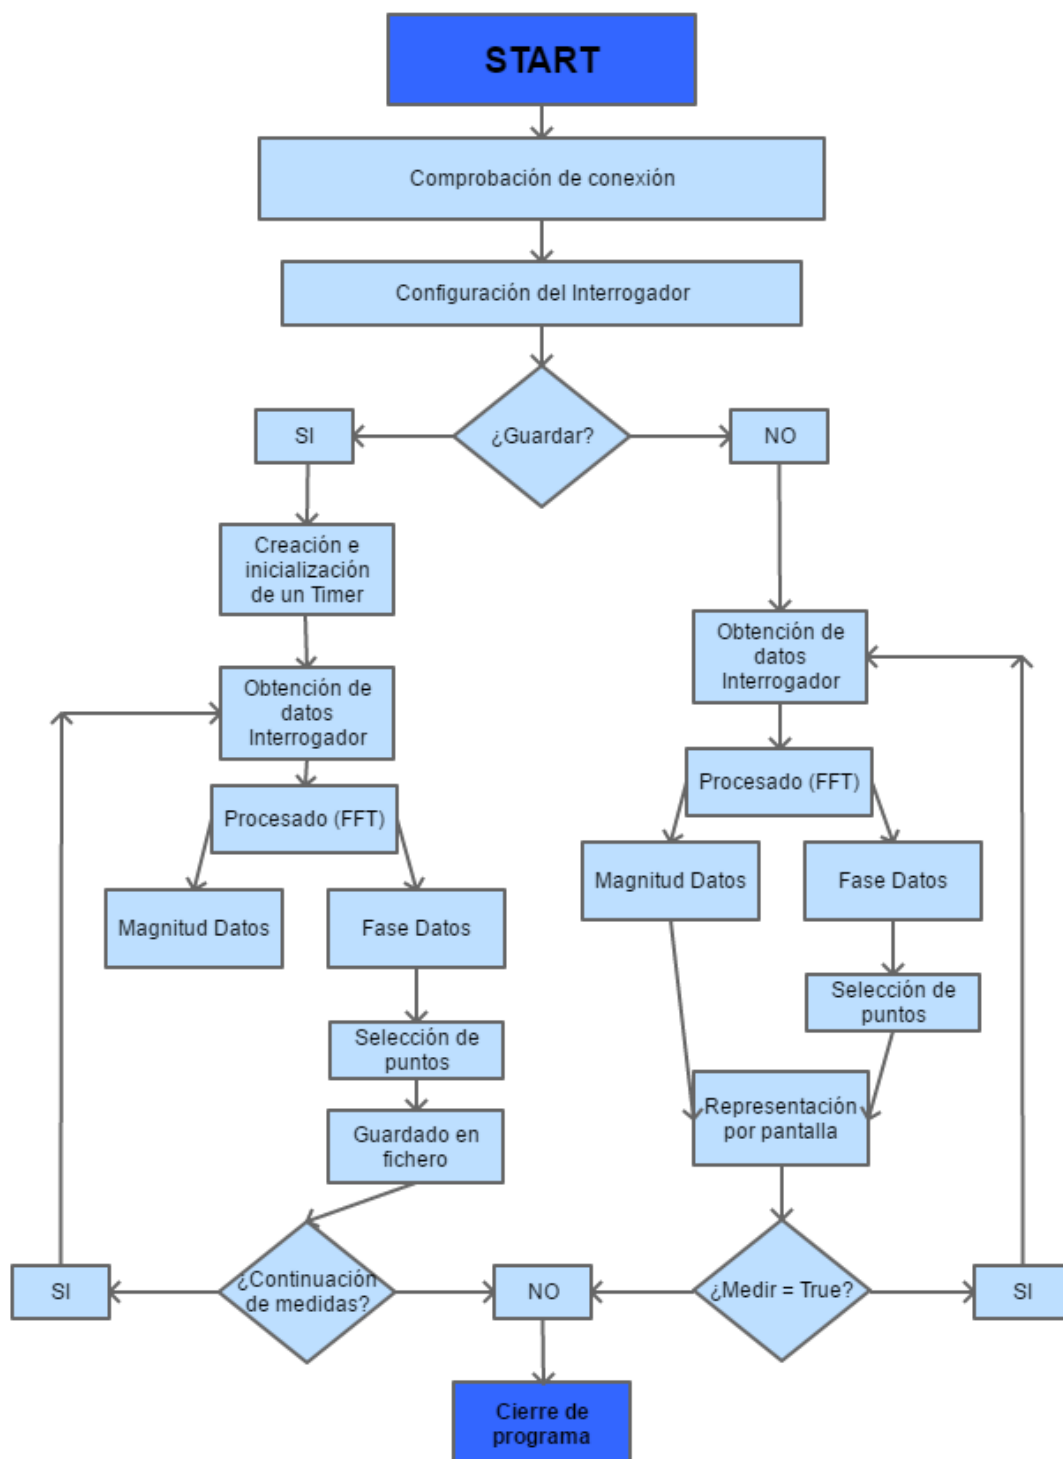 START
Comprobación de conexión
Configuración del Interrogador
¿Guardar?
SI
NO
Creación e
inicialización
de un Timer
Obtención de
datos
Interrogador
Obtención de
datos
Interrogador
Procesado (FFT)
Procesado (FFT)
Magnitud Datos
Fase Datos
Magnitud Datos
Fase Datos
Selección de
puntos
Selección de
puntos
Guardado en
fichero
Representación
por pantalla
¿Continuación
de medidas?
SI
NO
¿Medir = True?
SI
Cierre de
programa